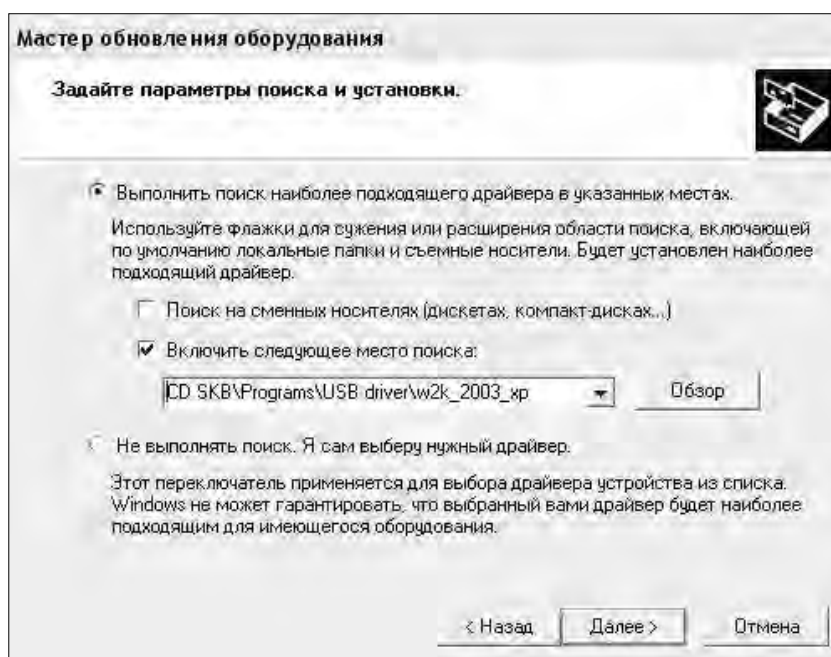 Мастер обновления оборудования
Задайте параметры поиска и установки.
Выполнить поиск наиболее подходящего драйвера в указанных местах.
Используйте флажки для сужения или расширения области поиска, включающей
по умолчанию локальные папки и съемные носители. Будет установлен наиболее
подходящий драйвер.
Поиск на сменных носителях (дискетах, компакт-дисках...)
Включить следующее место поиска:
CD SKB\Programs\USB driver\w2k_2003_xp
Обзор
Не выполнять поиск. Я сам выберу нужный драйвер.
Этот переключатель применяется для выбора драйвера устройства из списка.
Windows не может гарантировать, что выбранный вами драйвер будет наиболее
подходящим для имеющегося оборудования.
< Назад Далее > Отмена